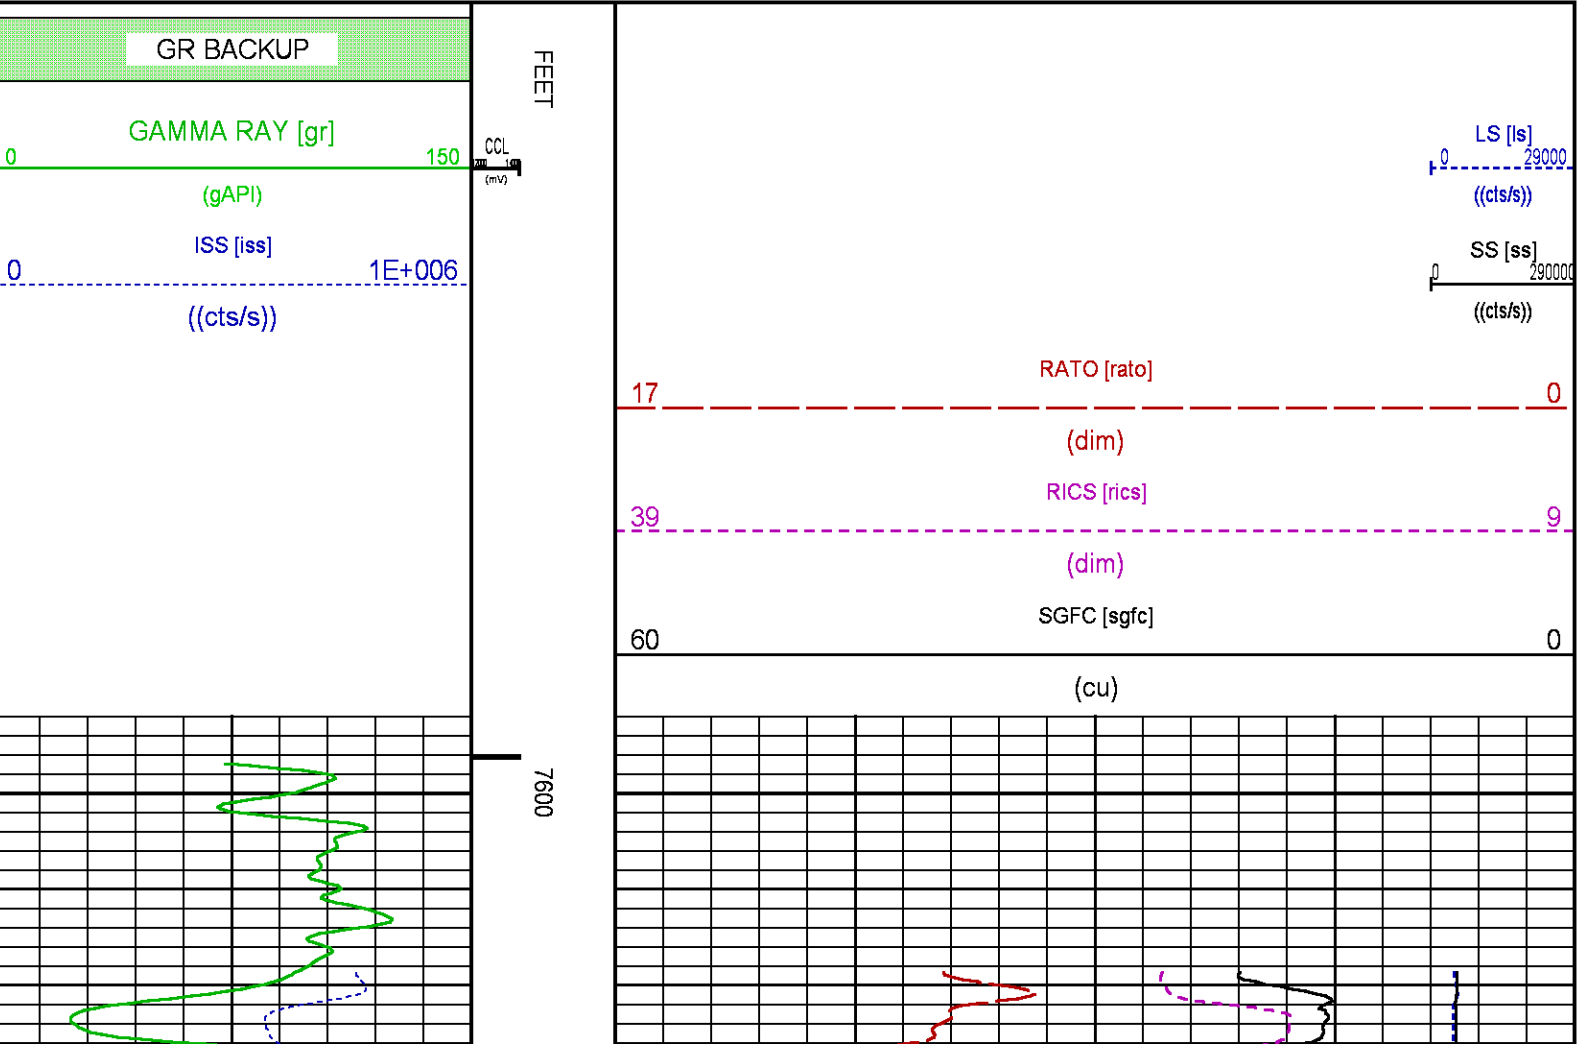 GR BACKUP
FEET
GAMMA RAY [gr]
0 150
(gAPI)
CCL
(mV)
LS [ls]
0 29000
((cts/s))
ISS [iss]
0 1E+006
((cts/s))
SS [ss]
0 290000
((cts/s))
RATO [rato]
17 0
(dim)
RICS [rics]
39 9
(dim)
SGFC [sgfc]
60 0
(cu)
7600